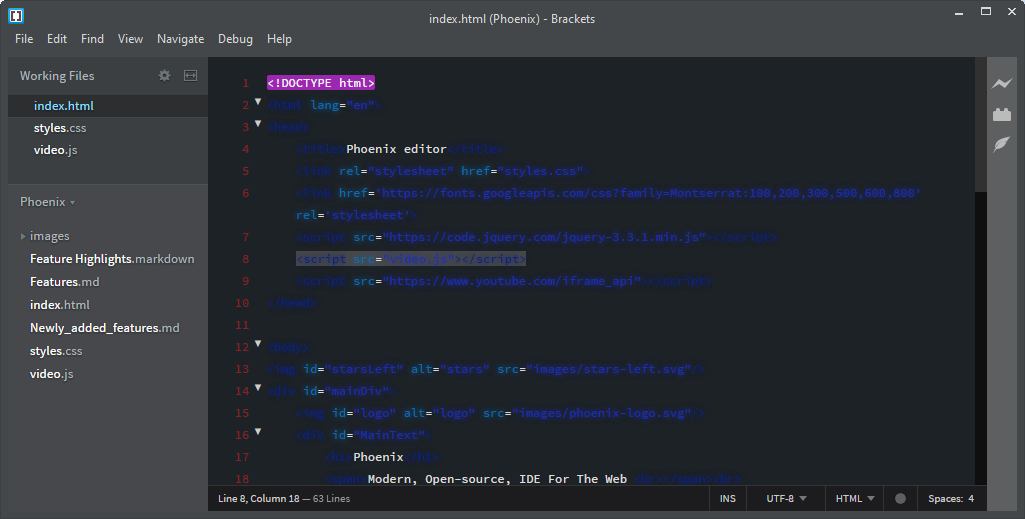 index.html (Phoenix) - Brackets
File Edit Find View Navigate Debug Help
Working Files
index.html
styles.css
video.js
Phoenix
images
Feature Highlights.markdown
Features.md
index.html
Newly_added_features.md
styles.css
video.js
1 <!DOCTYPE html>
2 <html lang="en">
3 <head>
4 <title>Phoenix editor</title>
5 <link rel="stylesheet" href="styles.css">
6 <link href='https://fonts.googleapis.com/css?family=Montserrat:100,200,300,500,600,800'
rel='stylesheet'>
7 <script src="https://code.jquery.com/jquery-3.3.1.min.js"></script>
8 <script src="video.js"></script>
9 <script src="https://www.youtube.com/iframe_api"></script>
10 </head>
11
12 <body>
13 <img id="starsLeft" alt="stars" src="images/stars-left.svg"/>
14 <div id="mainDiv">
15 <img id="logo" alt="logo" src="images/phoenix-logo.svg"/>
16 <div id="MainText">
17 <h1>Phoenix</h1>
18 <span>Modern, Open-source, IDE For The Web <br></span><br>
Line 8, Column 18 — 63 Lines INS UTF-8 HTML Spaces: 4